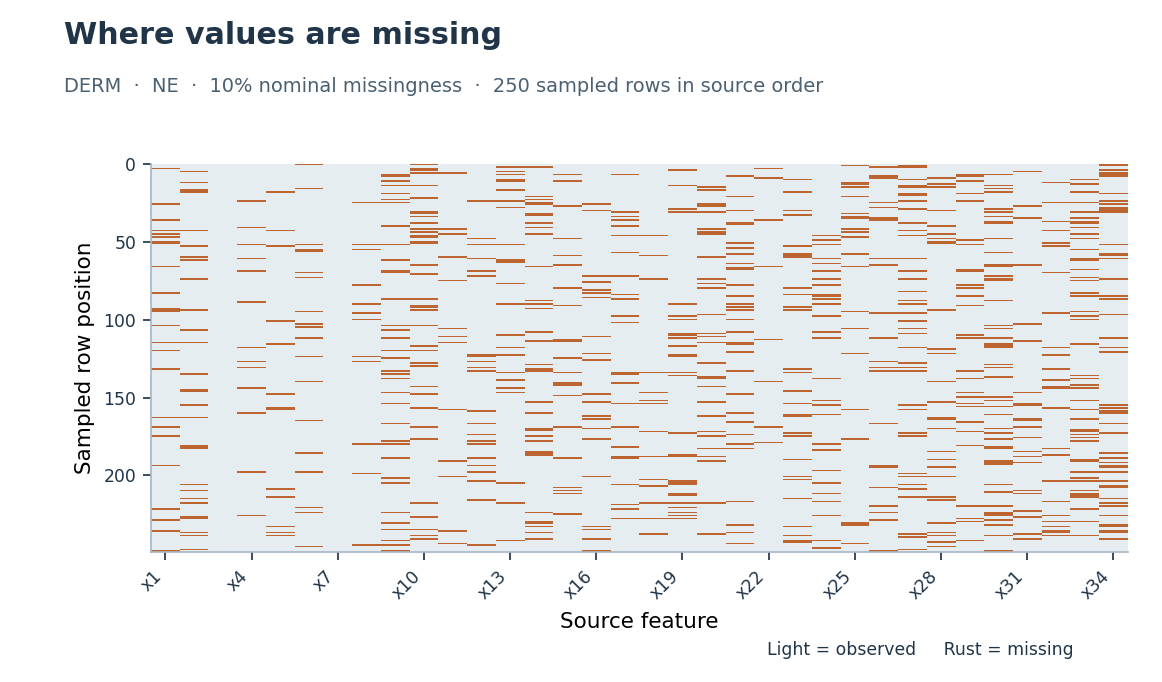 Where values are missing
DERM · NE · 10% nominal missingness · 250 sampled rows in source order
0
50
100
150
200
Sampled row position
x1 x4 x7 x10 x13 x16 x19 x22 x25 x28 x31 x34
Source feature
Light = observed Rust = missing